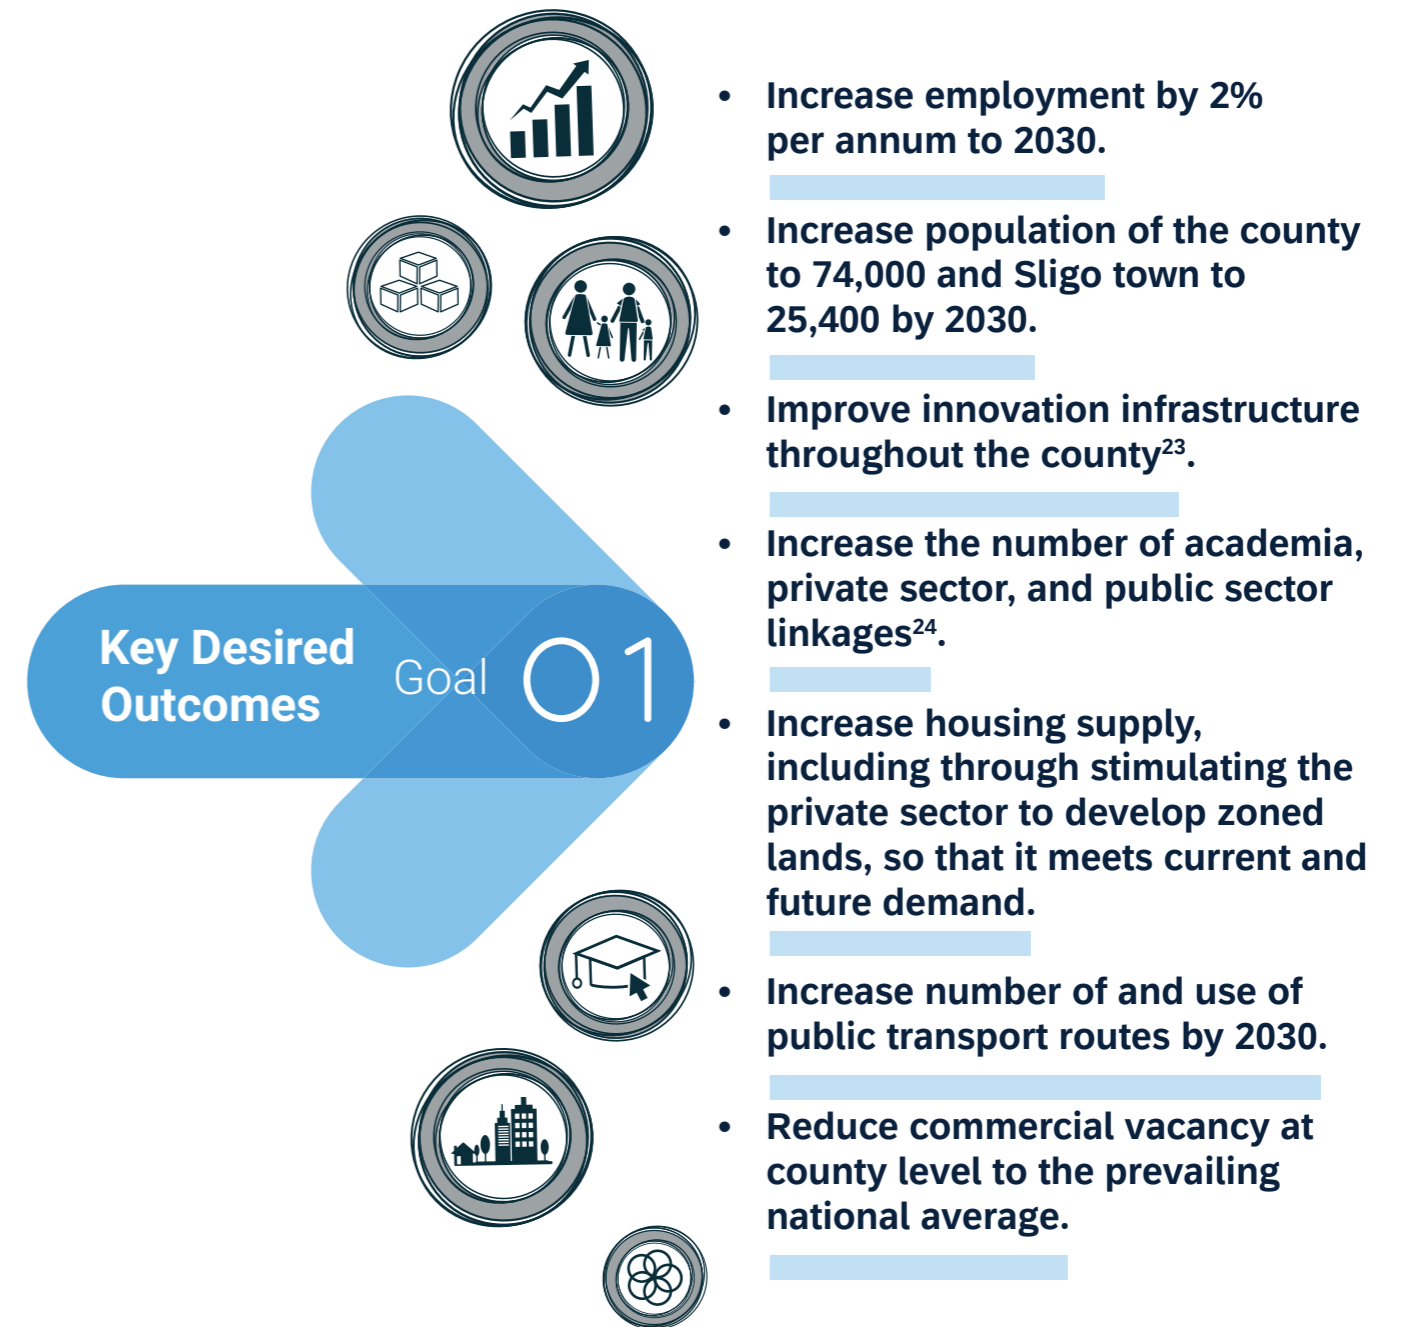 Key Desired
Outcomes
Goal 01
• Increase employment by 2%
per annum to 2030.
• Increase population of the county
to 74,000 and Sligo town to
25,400 by 2030.
• Improve innovation infrastructure
throughout the county²³.
• Increase the number of academia,
private sector, and public sector
linkages²⁴.
• Increase housing supply,
including through stimulating the
private sector to develop zoned
lands, so that it meets current and
future demand.
• Increase number of and use of
public transport routes by 2030.
• Reduce commercial vacancy at
county level to the prevailing
national average.